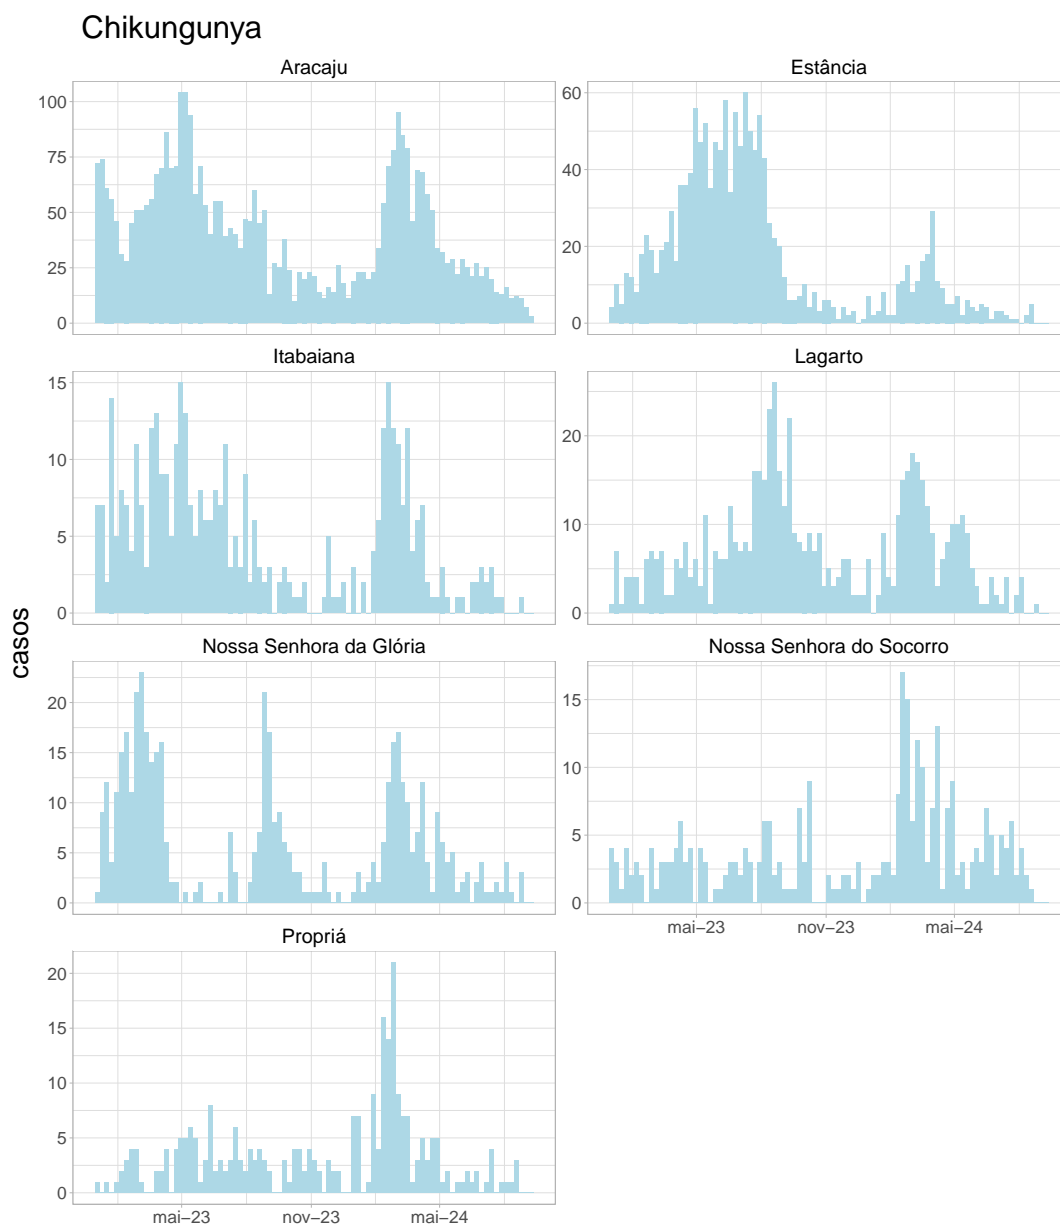 Chikungunya
Aracaju
Estância
100
75
50
25
0
60
40
20
0
Itabaiana
Lagarto
15
10
5
0
20
10
0
casos
Nossa Senhora da Glória
Nossa Senhora do Socorro
20
15
10
5
0
15
10
5
0
mai–23
nov–23
mai–24
Propriá
20
15
10
5
0
mai–23
nov–23
mai–24